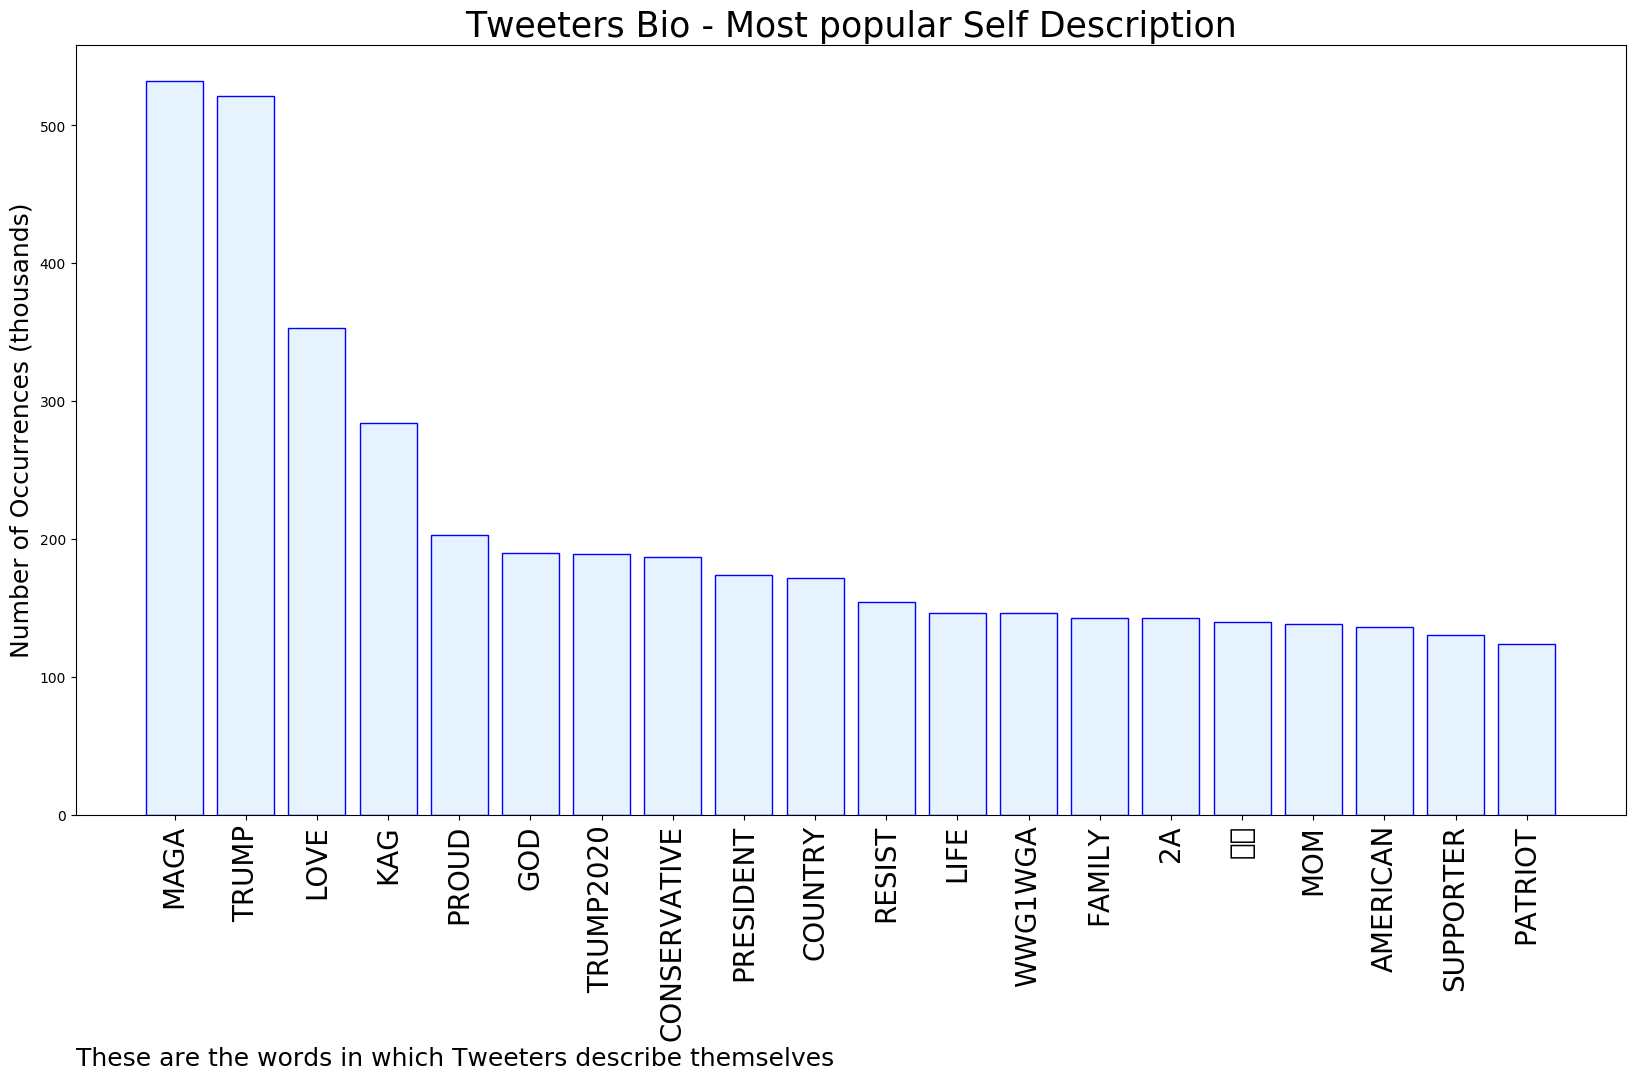 Tweeters Bio - Most popular Self Description
Number of Occurrences (thousands)
500
400
300
200
100
0
MAGA
TRUMP
LOVE
KAG
PROUD
GOD
TRUMP2020
CONSERVATIVE
PRESIDENT
COUNTRY
RESIST
LIFE
WWG1WGA
FAMILY
2A
MOM
AMERICAN
SUPPORTER
PATRIOT
These are the words in which Tweeters describe themselves